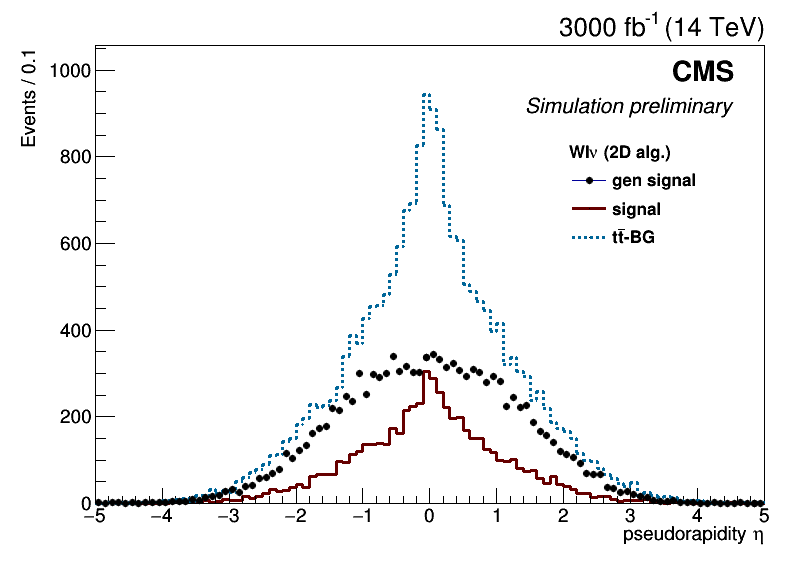 3000 fb-1 (14 TeV)
CMS
Simulation preliminary
Events / 0.1
Wlν (2D alg.)
gen signal
signal
tt̄-BG
1000
800
600
400
200
0
−5 −4 −3 −2 −1 0 1 2 3 4 5
pseudorapidity η